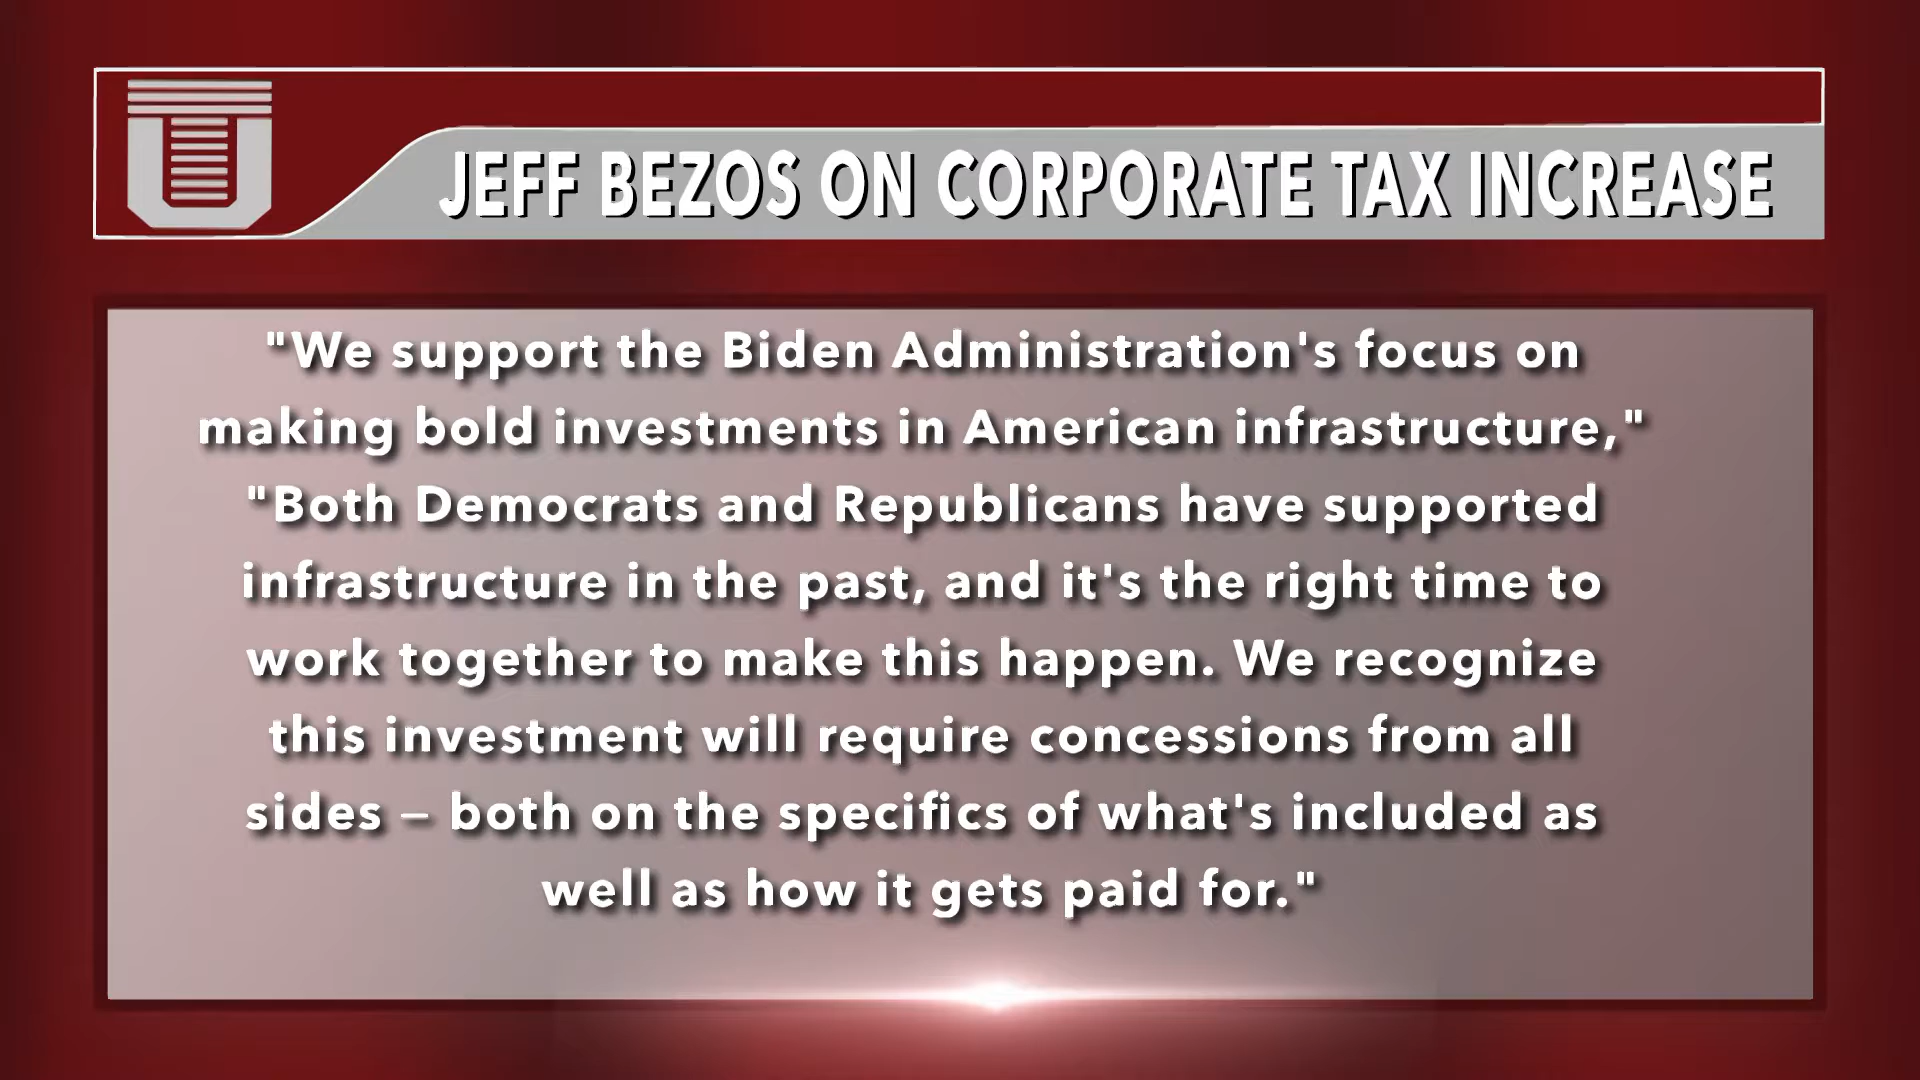 JEFF BEZOS ON CORPORATE TAX INCREASE
"We support the Biden Administration's focus on
making bold investments in American infrastructure,"
"Both Democrats and Republicans have supported
infrastructure in the past, and it's the right time to
work together to make this happen. We recognize
this investment will require concessions from all
sides – both on the specifics of what's included as
well as how it gets paid for."